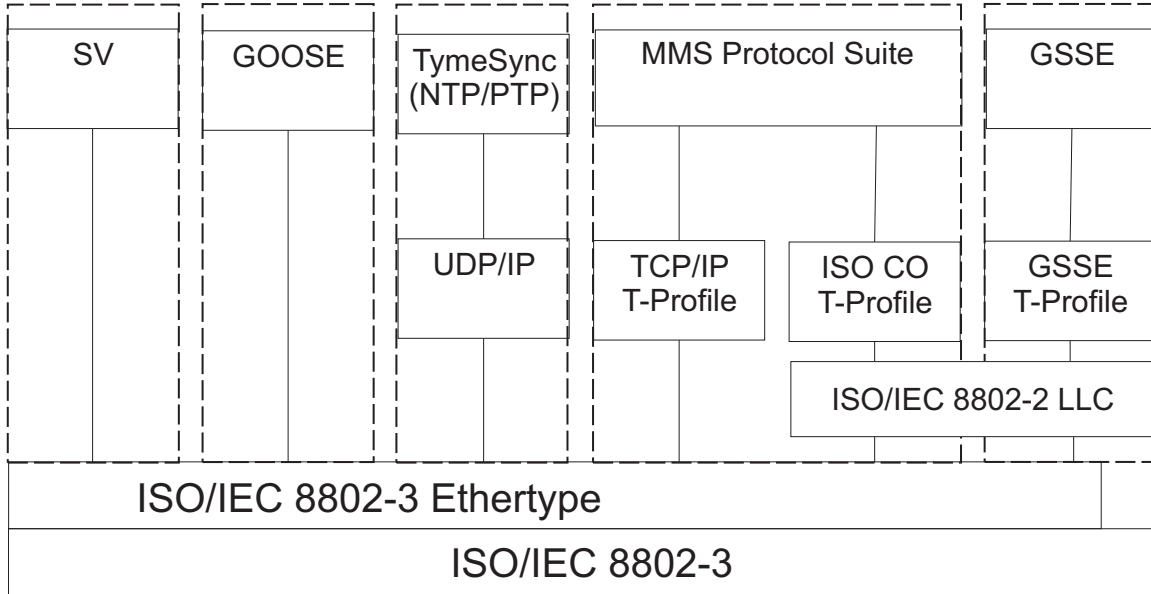 SV
GOOSE
TymeSync
(NTP/PTP)
MMS Protocol Suite
GSSE
UDP/IP
TCP/IP
T-Profile
ISO CO
T-Profile
GSSE
T-Profile
ISO/IEC 8802-2 LLC
ISO/IEC 8802-3 Ethertype
ISO/IEC 8802-3